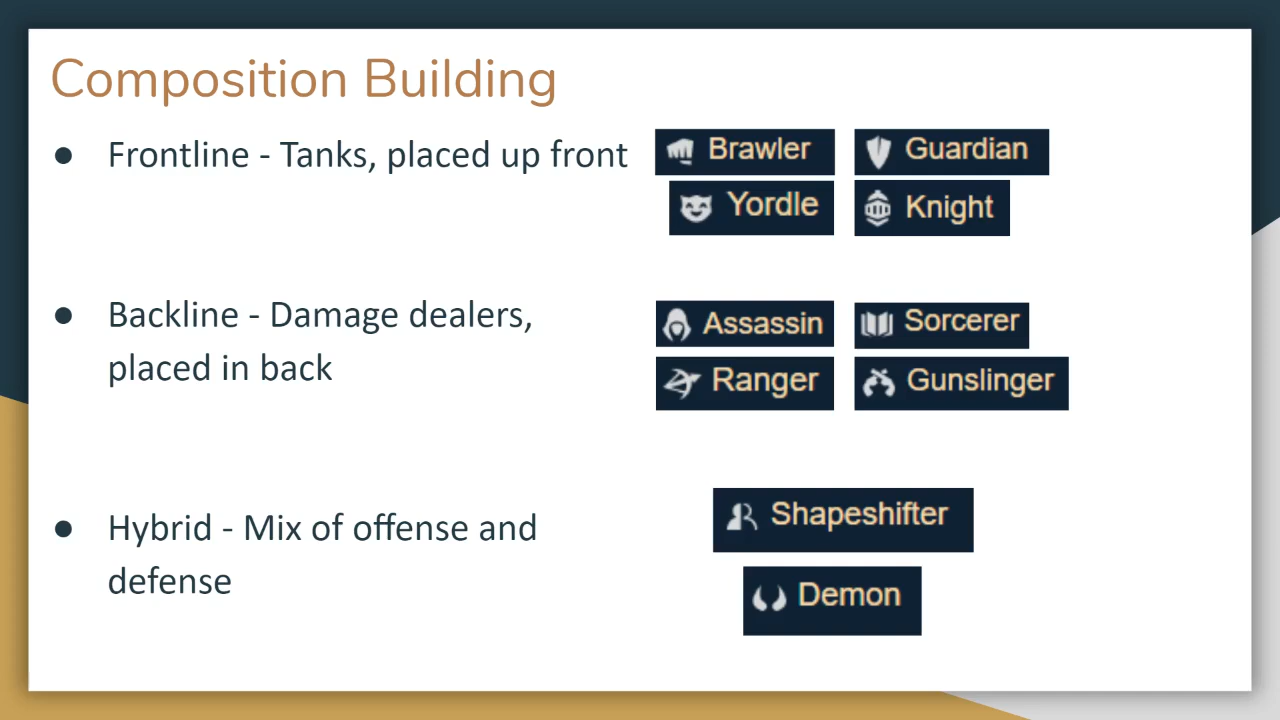 Composition Building
● Frontline - Tanks, placed up front
Brawler
Guardian
Yordle
Knight
● Backline - Damage dealers,
placed in back
Assassin
Sorcerer
Ranger
Gunslinger
● Hybrid - Mix of offense and
defense
Shapeshifter
Demon